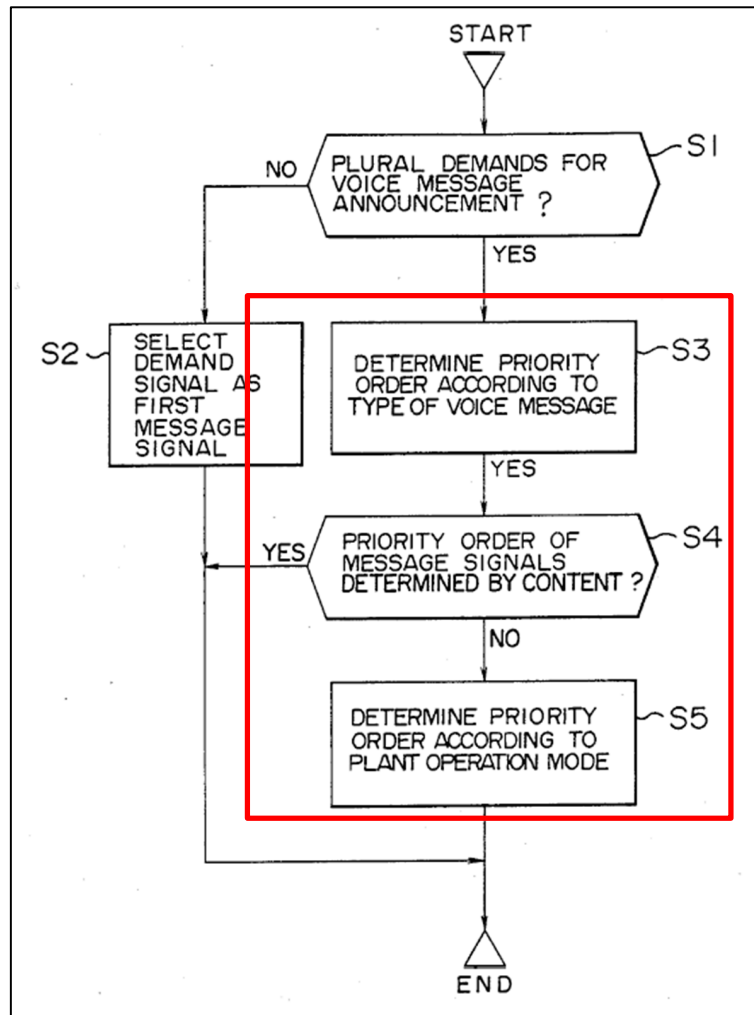 START
S1
PLURAL DEMANDS FOR
VOICE MESSAGE
ANNOUNCEMENT ?
NO
YES
S2
SELECT
DEMAND
SIGNAL AS
FIRST
MESSAGE
SIGNAL
S3
DETERMINE PRIORITY
ORDER ACCORDING TO
TYPE OF VOICE MESSAGE
YES
S4
PRIORITY ORDER OF
MESSAGE SIGNALS
DETERMINED BY CONTENT ?
YES
NO
S5
DETERMINE PRIORITY
ORDER ACCORDING TO
PLANT OPERATION MODE
END